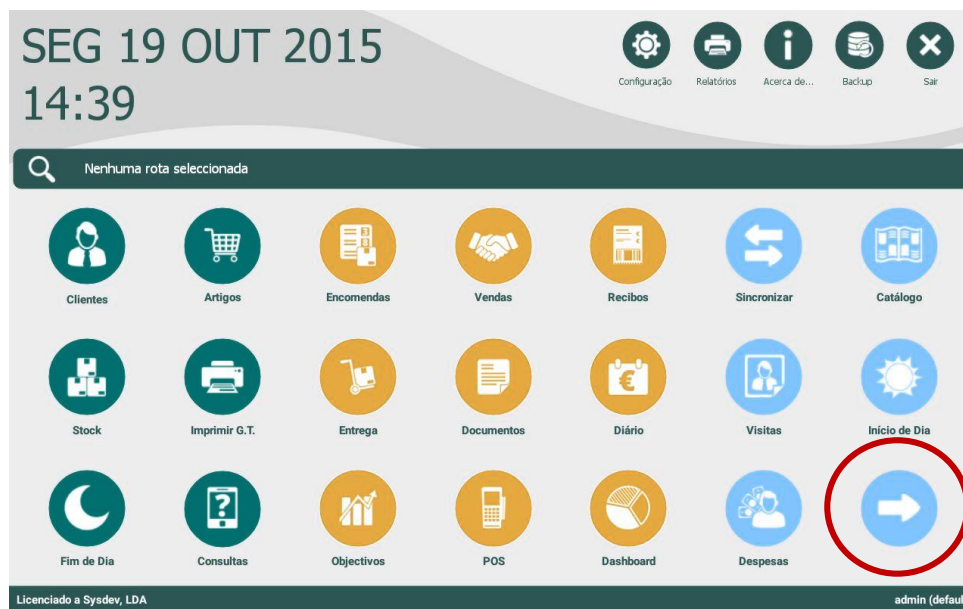 SEG 19 OUT 2015
14:39
Configuração Relatórios Acerca de... Backup Sair
Nenhuma rota seleccionada
Clientes Artigos Encomendas Vendas Recibos Sincronizar Catálogo
Stock Imprimir G.T. Entrega Documentos Diário Visitas Início de Dia
Fim de Dia Consultas Objectivos POS Dashboard Despesas
Licenciado a Sysdev, LDA admin (defaul